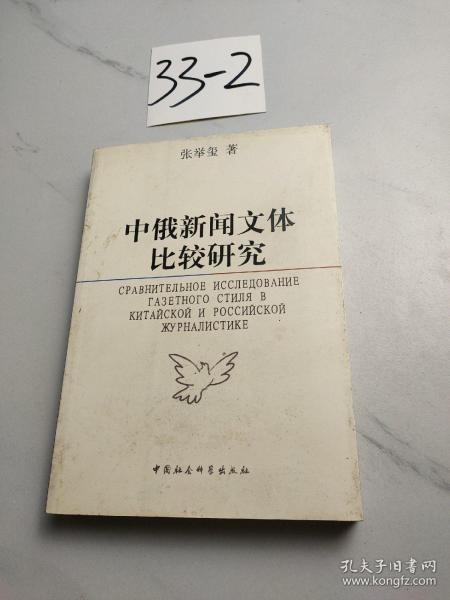 33-2
张举玺 著
中俄新闻文体
比较研究
СРАВНИТЕЛЬНОЕ ИССЛЕДОВАНИЕ
ГАЗЕТНОГО СТИЛЯ В
КИТАЙСКОЙ И РОССИЙСКОЙ
ЖУРНАЛИСТИКЕ
中国社会科学出版社
孔夫子旧书网
www.kongfz.com